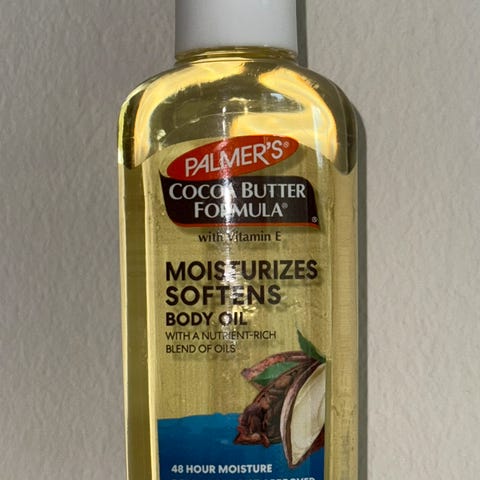 PALMER'S®
COCOA BUTTER
FORMULA®
with Vitamin E
MOISTURIZES
SOFTENS
BODY OIL
WITH A NUTRIENT-RICH
BLEND OF OILS
48 HOUR MOISTURE